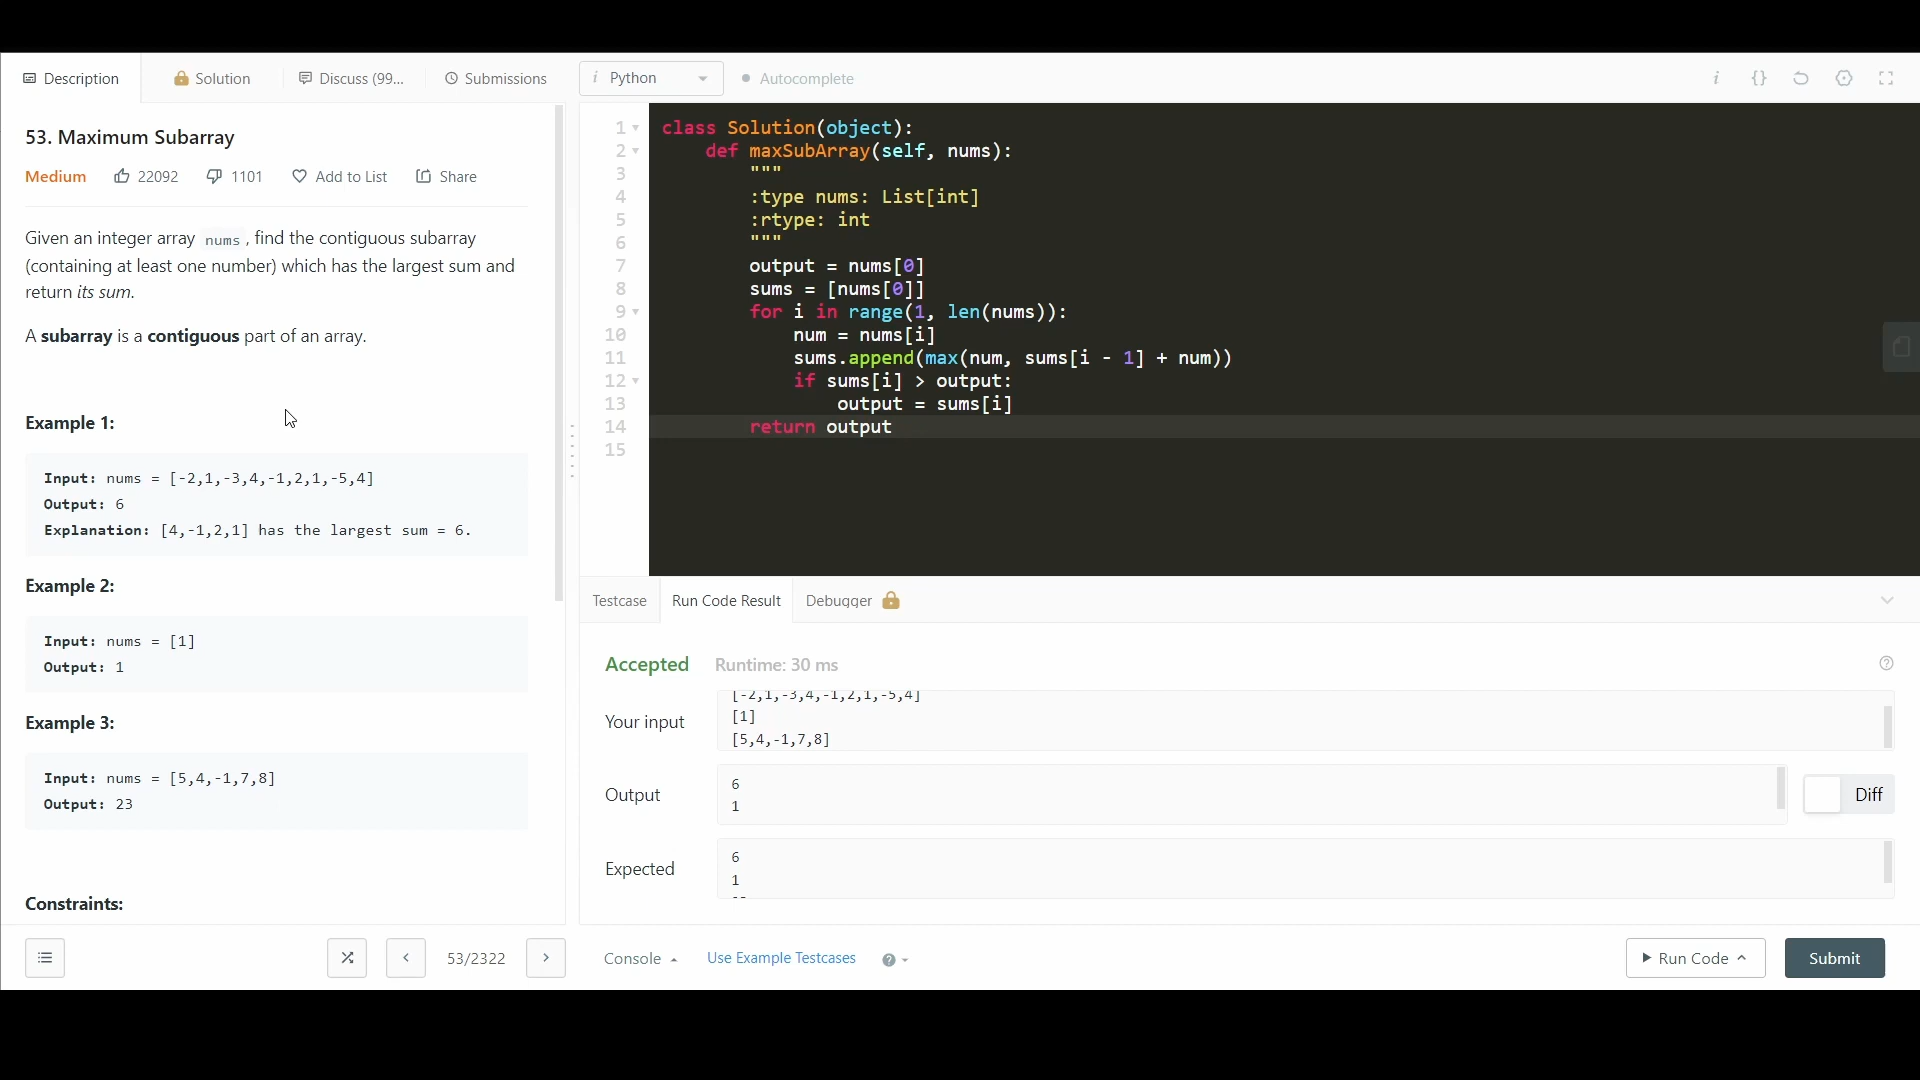 Description
Solution
Discuss (99...
Submissions
i Python
Autocomplete
53. Maximum Subarray
Medium 22092 1101 Add to List Share
Given an integer array nums , find the contiguous subarray
(containing at least one number) which has the largest sum and
return its sum.
A subarray is a contiguous part of an array.
Example 1:
Input: nums = [-2,1,-3,4,-1,2,1,-5,4]
Output: 6
Explanation: [4,-1,2,1] has the largest sum = 6.
Example 2:
Input: nums = [1]
Output: 1
Example 3:
Input: nums = [5,4,-1,7,8]
Output: 23
Constraints:
53/2322
1 class Solution(object):
2 def maxSubArray(self, nums):
3 """
4 :type nums: List[int]
5 :rtype: int
6 """
7 output = nums[0]
8 sums = [nums[0]]
9 for i in range(1, len(nums)):
10 num = nums[i]
11 sums.append(max(num, sums[i - 1] + num))
12 if sums[i] > output:
13 output = sums[i]
14 return output
15
Testcase
Run Code Result
Debugger
Accepted Runtime: 30 ms
Your input
[-2,1,-3,4,-1,2,1,-5,4]
[1]
[5,4,-1,7,8]
Output
6
1
Diff
Expected
6
1
Console
Use Example Testcases
Run Code
Submit